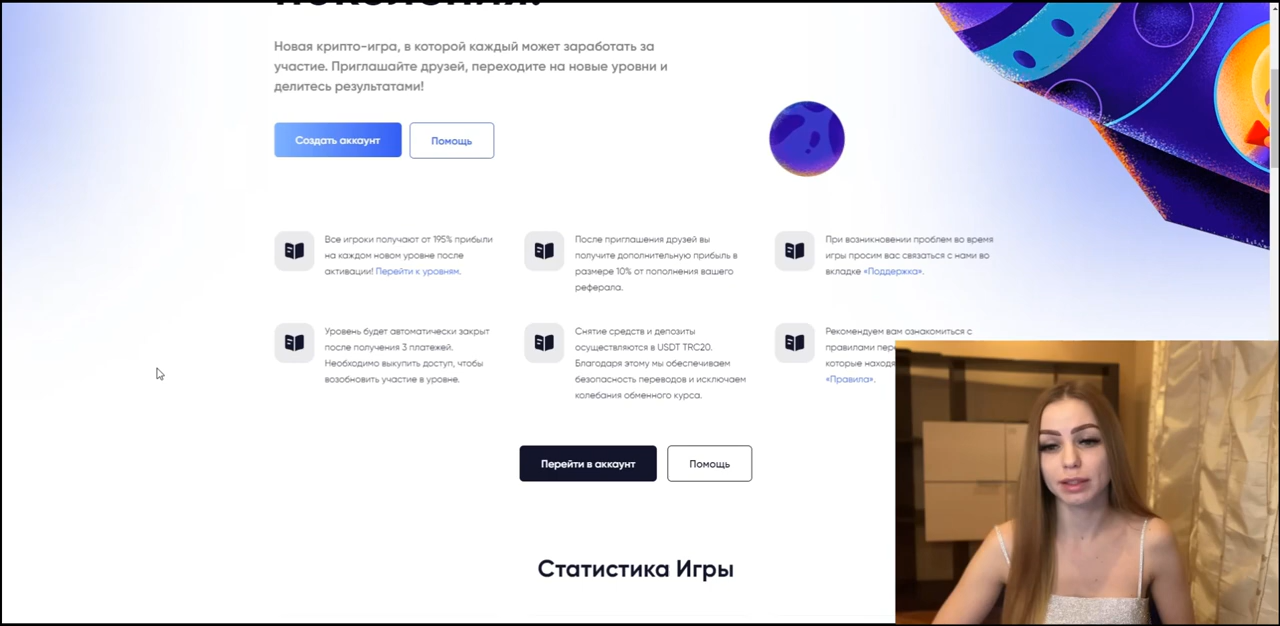 Новая крипто-игра, в которой каждый может заработать за
участие. Приглашайте друзей, переходите на новые уровни и
делитесь результатами!
Создать аккаунт
Помощь
Все игроки получают от 195% прибыли
на каждом новом уровне после
активации! Перейти к уровням.
После приглашения друзей вы
получите дополнительную прибыль в
размере 10% от пополнения вашего
реферала.
При возникновении проблем во время
игры просим вас связаться с нами во
вкладке «Поддержка».
Уровень будет автоматически закрыт
после получения 3 платежей.
Необходимо выкупить доступ, чтобы
возобновить участие в уровне.
Снятие средств и депозиты
осуществляются в USDT TRC20.
Благодаря этому мы обеспечиваем
безопасность переводов и исключаем
колебания обменного курса.
Рекомендуем вам ознакомиться с
правилами
которые
«Правила».
Перейти в аккаунт
Помощь
Статистика Игры